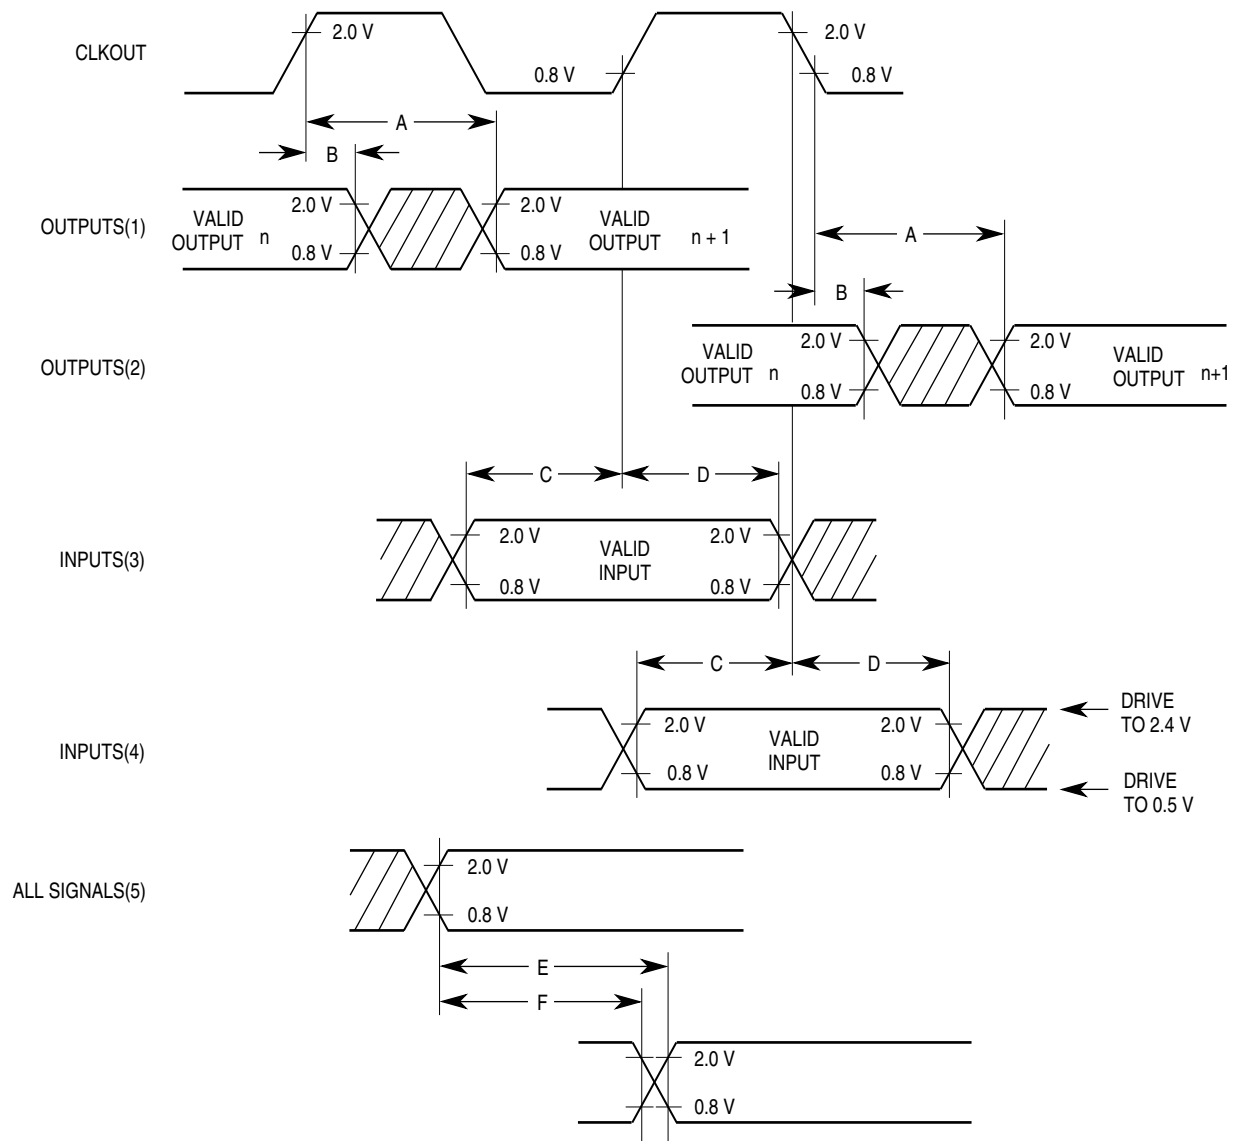 CLKOUT
2.0 V
0.8 V
2.0 V
0.8 V
A
B
OUTPUTS(1)
VALID
OUTPUT n
2.0 V
0.8 V
2.0 V
0.8 V
VALID
OUTPUT n + 1
A
B
OUTPUTS(2)
VALID
OUTPUT n
2.0 V
0.8 V
2.0 V
0.8 V
VALID
OUTPUT n+1
C
D
INPUTS(3)
2.0 V
0.8 V
VALID
INPUT
2.0 V
0.8 V
C
D
INPUTS(4)
2.0 V
0.8 V
VALID
INPUT
2.0 V
0.8 V
DRIVE
TO 2.4 V
DRIVE
TO 0.5 V
ALL SIGNALS(5)
2.0 V
0.8 V
E
F
2.0 V
0.8 V